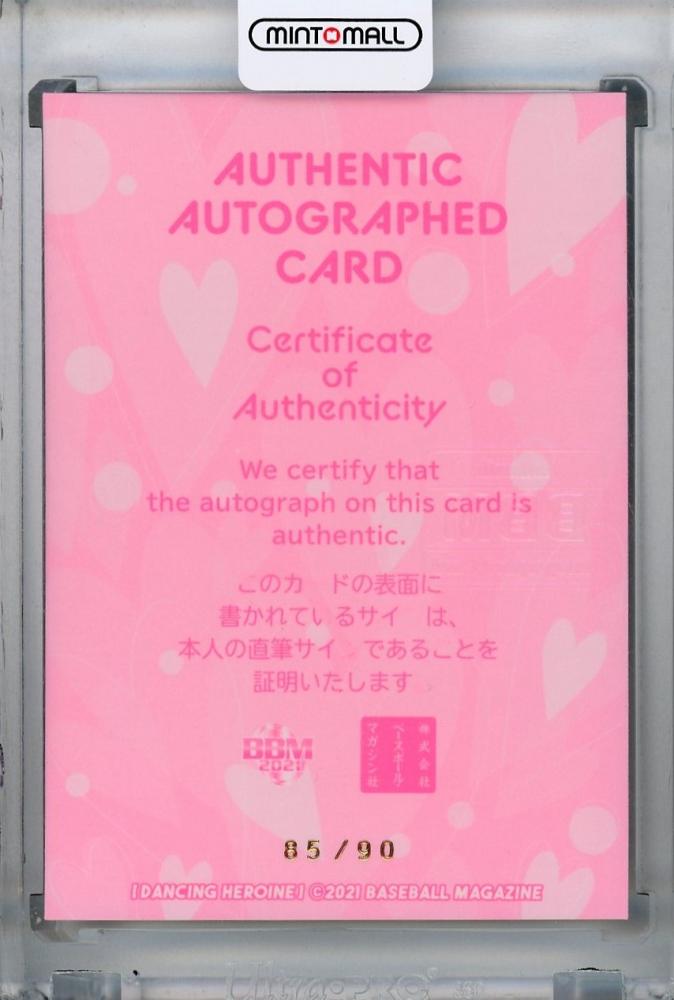 MINTOMALL
AUTHENTIC
AUTOGRAPHED
CARD
Certificate
of
Authenticity
We certify that
the autograph on this card is
authentic.
このカ ドの表面に
書かれているサイ は、
本人の直筆サイ であることを
証明いたします
BBM
2021
株式会社
ベースボール・
マガジン社
85/90
!DANCING HEROINE! ©2021 BASEBALL MAGAZINE
BBM
Ultra·PRO